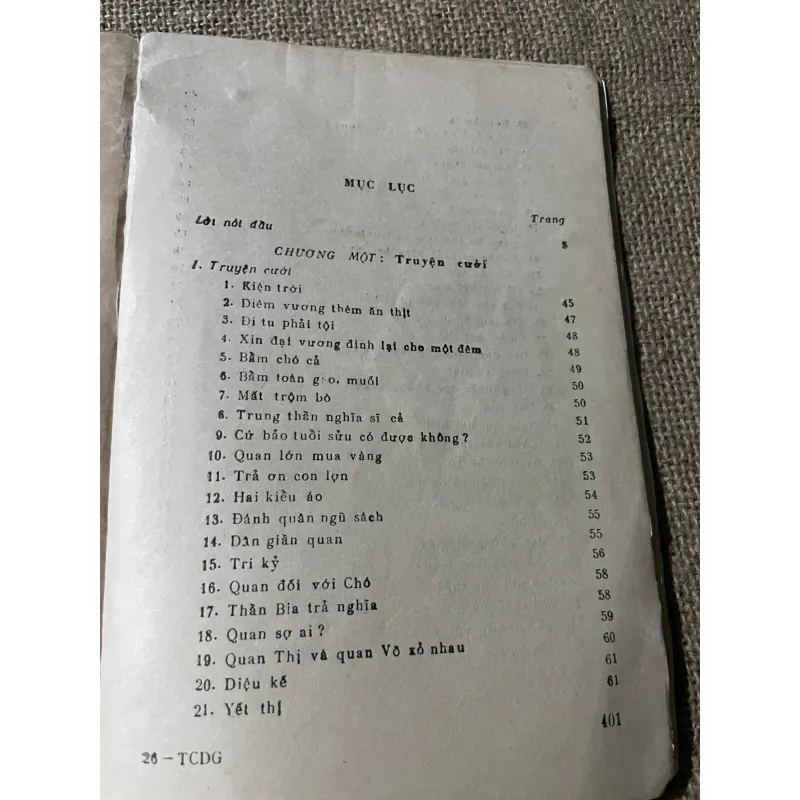 MỤC LỤC
Trang
Lời nói đầu
CHƯƠNG MỘT: Truyện cười
I. Truyện cười
1. Kiện trời 45
2. Diêm vương thèm ăn thịt 47
3. Đi tu phải tội 48
4. Xin đại vương đình lại cho một đêm 48
5. Bẩm chó cả 49
6. Bẩm toàn gạo, muối 50
7. Mất trộm bò 50
8. Trung thần nghĩa sĩ cả 51
9. Cứ bảo tuổi sửu có được không? 52
10. Quan lớn mua vàng 53
11. Trả ơn con lợn 53
12. Hai kiểu áo 54
13. Đánh quân ngũ sách 55
14. Dân giần quan 55
15. Tri kỷ 56
16. Quan đối với Chó 58
17. Thần Bia trả nghĩa 58
18. Quan sợ ai? 59
19. Quan Thị và quan Võ xỏ nhau 60
20. Diệu kế 61
21. Yết thị 61
401
26 — TCDG